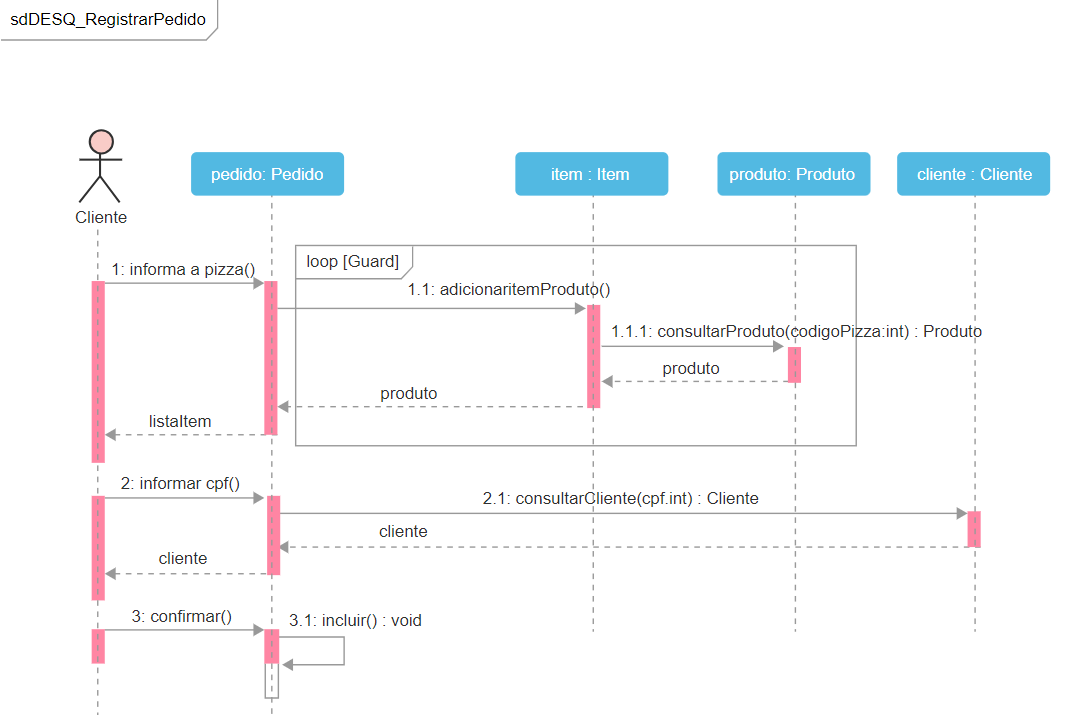 sdDESQ_RegistrarPedido
Cliente
pedido: Pedido
item : Item
produto: Produto
cliente : Cliente
loop [Guard]
1: informa a pizza()
1.1: adicionaritemProduto()
1.1.1: consultarProduto(codigoPizza:int) : Produto
produto
produto
listaItem
2: informar cpf()
2.1: consultarCliente(cpf.int) : Cliente
cliente
cliente
3: confirmar()
3.1: incluir() : void